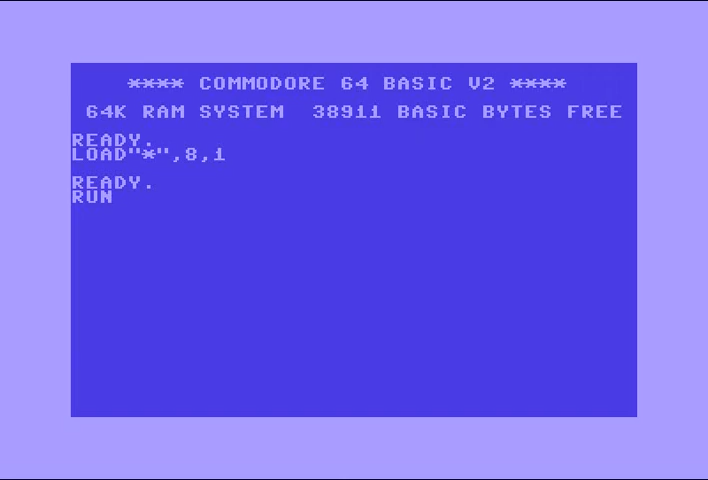 **** COMMODORE 64 BASIC V2 ****
64K RAM SYSTEM  38911 BASIC BYTES FREE
READY.
LOAD"*",8,1
READY.
RUN